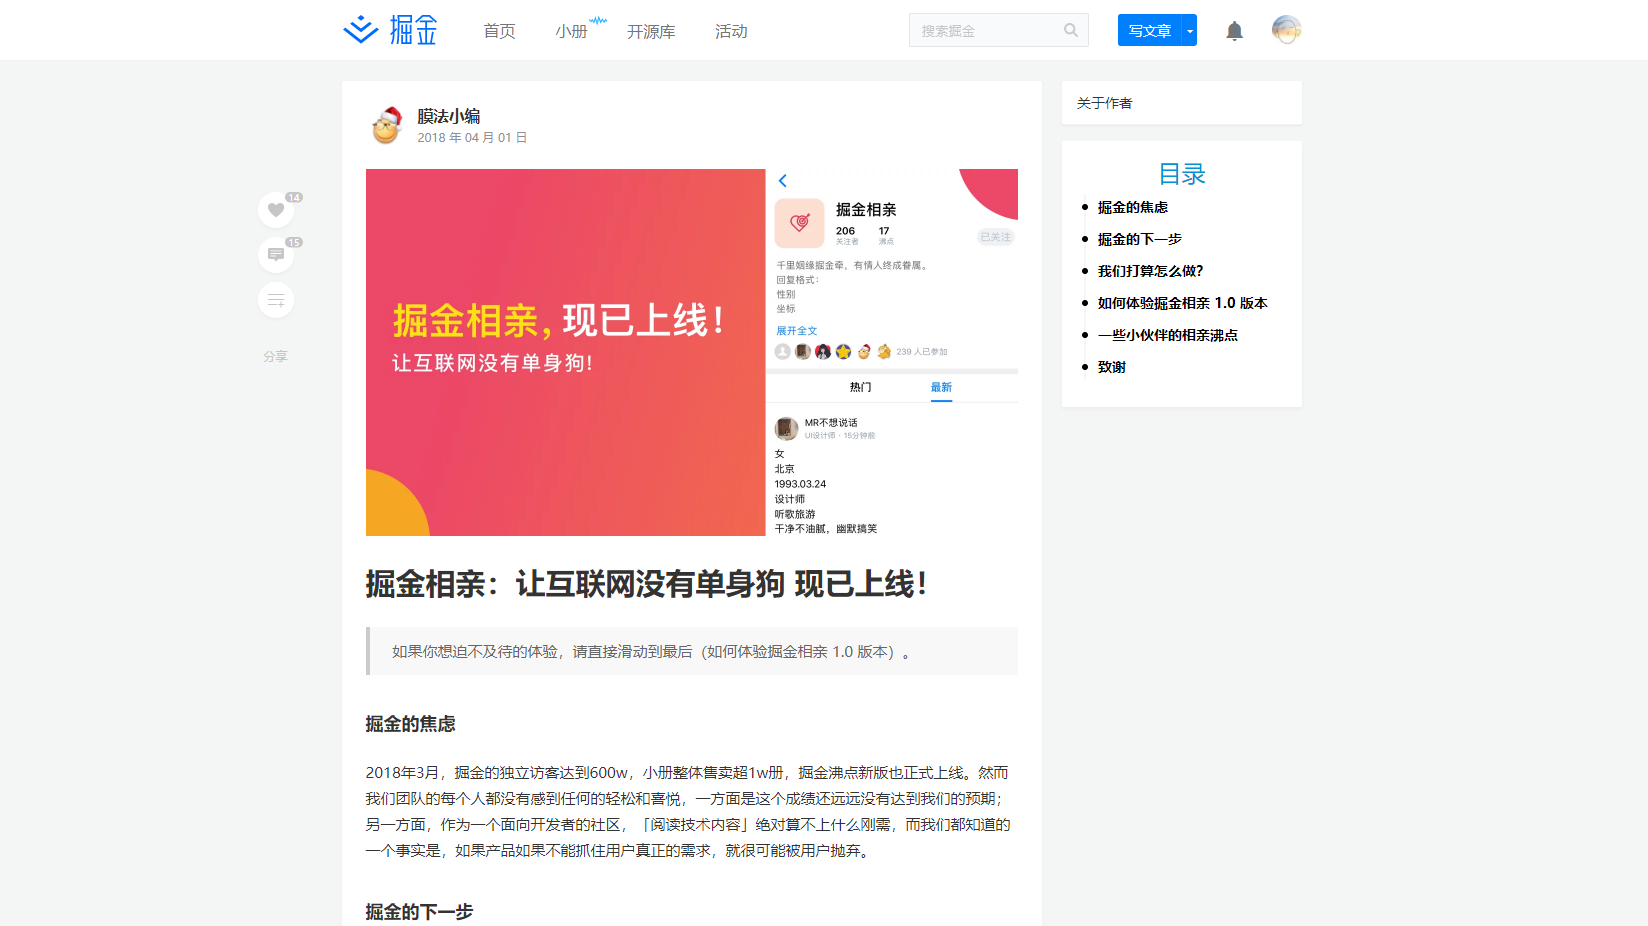 掘金
首页
小册
开源库
活动
搜索掘金
写文章
膜法小编
2018 年 04 月 01 日
14
15
分享
掘金相亲, 现已上线！
让互联网没有单身狗!
掘金相亲
206
17
关注者
沸点
已关注
千里姻缘掘金牵，有情人终成眷属。
回复格式：
性别
坐标
展开全文
239 人已参加
热门
最新
MR不想说话
UI设计师 · 15分钟前
女
北京
1993.03.24
设计师
听歌旅游
干净不油腻，幽默搞笑
掘金相亲：让互联网没有单身狗 现已上线！
如果你想迫不及待的体验，请直接滑动到最后（如何体验掘金相亲 1.0 版本）。
掘金的焦虑
2018年3月，掘金的独立访客达到600w，小册整体售卖超1w册，掘金沸点新版也正式上线。然而
我们团队的每个人都没有感到任何的轻松和喜悦，一方面是这个成绩还远远没有达到我们的预期；
另一方面，作为一个面向开发者的社区，「阅读技术内容」绝对算不上什么刚需，而我们都知道的
一个事实是，如果产品如果不能抓住用户真正的需求，就很可能被用户抛弃。
掘金的下一步
关于作者
目录
掘金的焦虑
掘金的下一步
我们打算怎么做？
如何体验掘金相亲 1.0 版本
一些小伙伴的相亲沸点
致谢